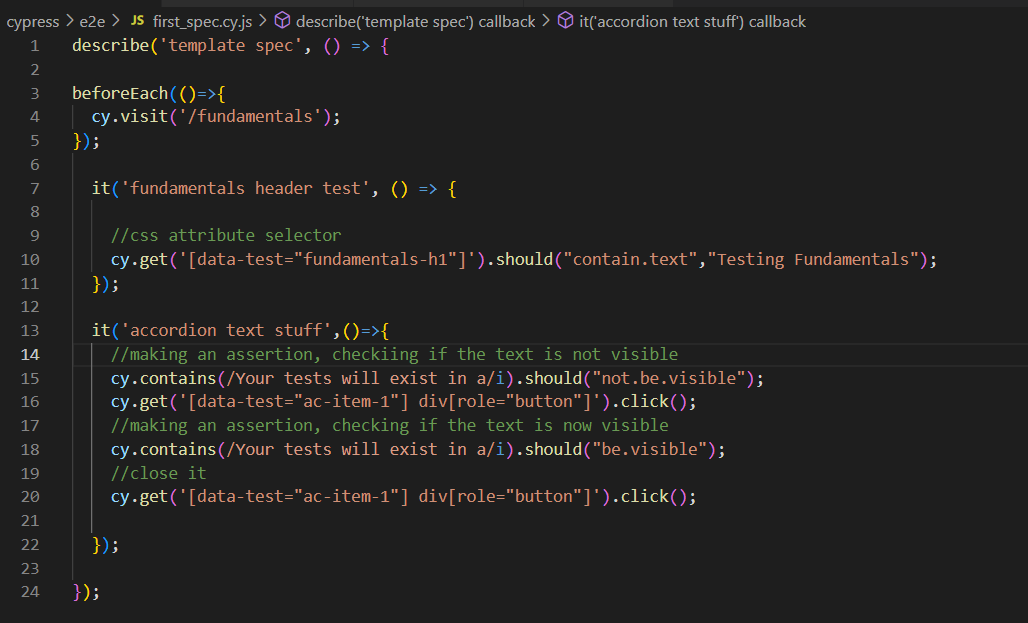 cypress > e2e > JS first_spec.cy.js > describe('template spec') callback > it('accordion text stuff') callback
1 describe('template spec', () => {
2
3 beforeEach(()=>{
4 cy.visit('/fundamentals');
5 });
6
7 it('fundamentals header test', () => {
8
9 //css attribute selector
10 cy.get('[data-test="fundamentals-h1"]').should("contain.text","Testing Fundamentals");
11 });
12
13 it('accordion text stuff',()=>{
14 //making an assertion, checkiing if the text is not visible
15 cy.contains(/Your tests will exist in a/i).should("not.be.visible");
16 cy.get('[data-test="ac-item-1"] div[role="button"]').click();
17 //making an assertion, checking if the text is now visible
18 cy.contains(/Your tests will exist in a/i).should("be.visible");
19 //close it
20 cy.get('[data-test="ac-item-1"] div[role="button"]').click();
21
22 });
23
24 });